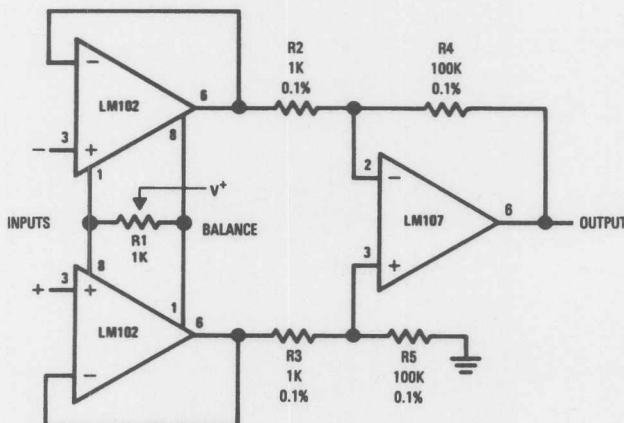 R2
1K
0.1%
R4
100K
0.1%
−
LM102
6
8
− 3 +
1
2
−
V+
INPUTS
R1
1K
BALANCE
LM107
6
OUTPUT
3
+
8
+ 3 +
1
LM102
6
−
R3
1K
0.1%
R5
100K
0.1%